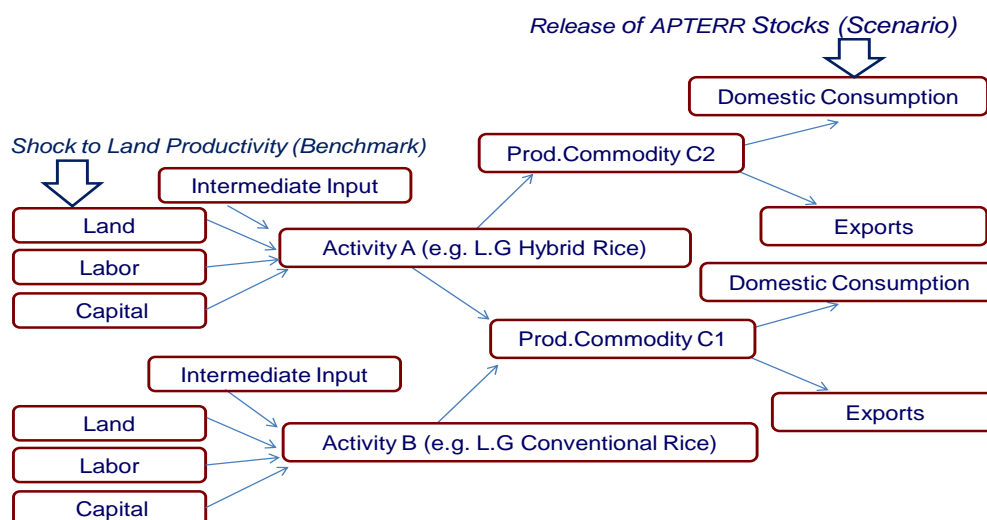 Release of APTERR Stocks (Scenario)
Domestic Consumption
Shock to Land Productivity (Benchmark)
Prod.Commodity C2
Intermediate Input
Land
Exports
Activity A (e.g. L.G Hybrid Rice)
Labor
Domestic Consumption
Capital
Prod.Commodity C1
Intermediate Input
Exports
Land
Activity B (e.g. L.G Conventional Rice)
Labor
Capital